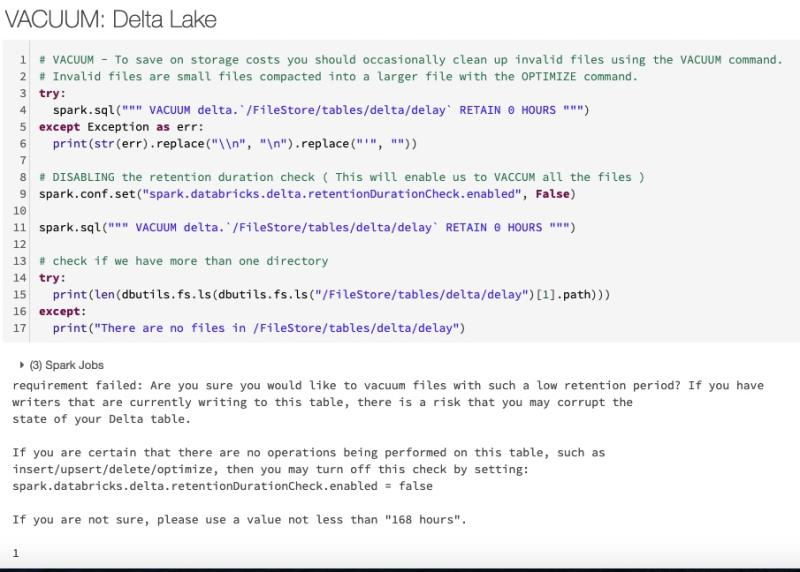 VACUUM: Delta Lake
1 # VACUUM - To save on storage costs you should occasionally clean up invalid files using the VACUUM command.
2 # Invalid files are small files compacted into a larger file with the OPTIMIZE command.
3 try:
4   spark.sql(""" VACUUM delta.`/FileStore/tables/delta/delay` RETAIN 0 HOURS """)
5 except Exception as err:
6   print(str(err).replace("\\n", "\n").replace("'", ""))
7
8 # DISABLING the retention duration check ( This will enable us to VACCUM all the files )
9 spark.conf.set("spark.databricks.delta.retentionDurationCheck.enabled", False)
10
11 spark.sql(""" VACUUM delta.`/FileStore/tables/delta/delay` RETAIN 0 HOURS """)
12
13 # check if we have more than one directory
14 try:
15   print(len(dbutils.fs.ls(dbutils.fs.ls("/FileStore/tables/delta/delay")[1].path)))
16 except:
17   print("There are no files in /FileStore/tables/delta/delay")
(3) Spark Jobs
requirement failed: Are you sure you would like to vacuum files with such a low retention period? If you have
writers that are currently writing to this table, there is a risk that you may corrupt the
state of your Delta table.
If you are certain that there are no operations being performed on this table, such as
insert/upsert/delete/optimize, then you may turn off this check by setting:
spark.databricks.delta.retentionDurationCheck.enabled = false
If you are not sure, please use a value not less than "168 hours".
1